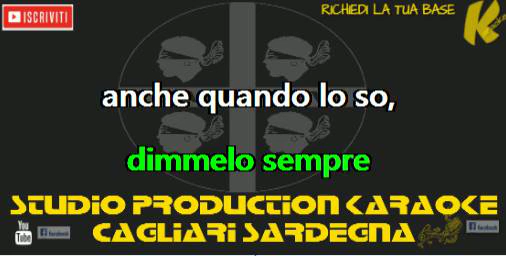 ISCRIVITI
RICHIEDI LA TUA BASE
anche quando lo so,
dimmelo sempre
STUDIO PRODUCTION KARAOKE
CAGLIARI SARDEGNA
You
Tube
facebook
facebook